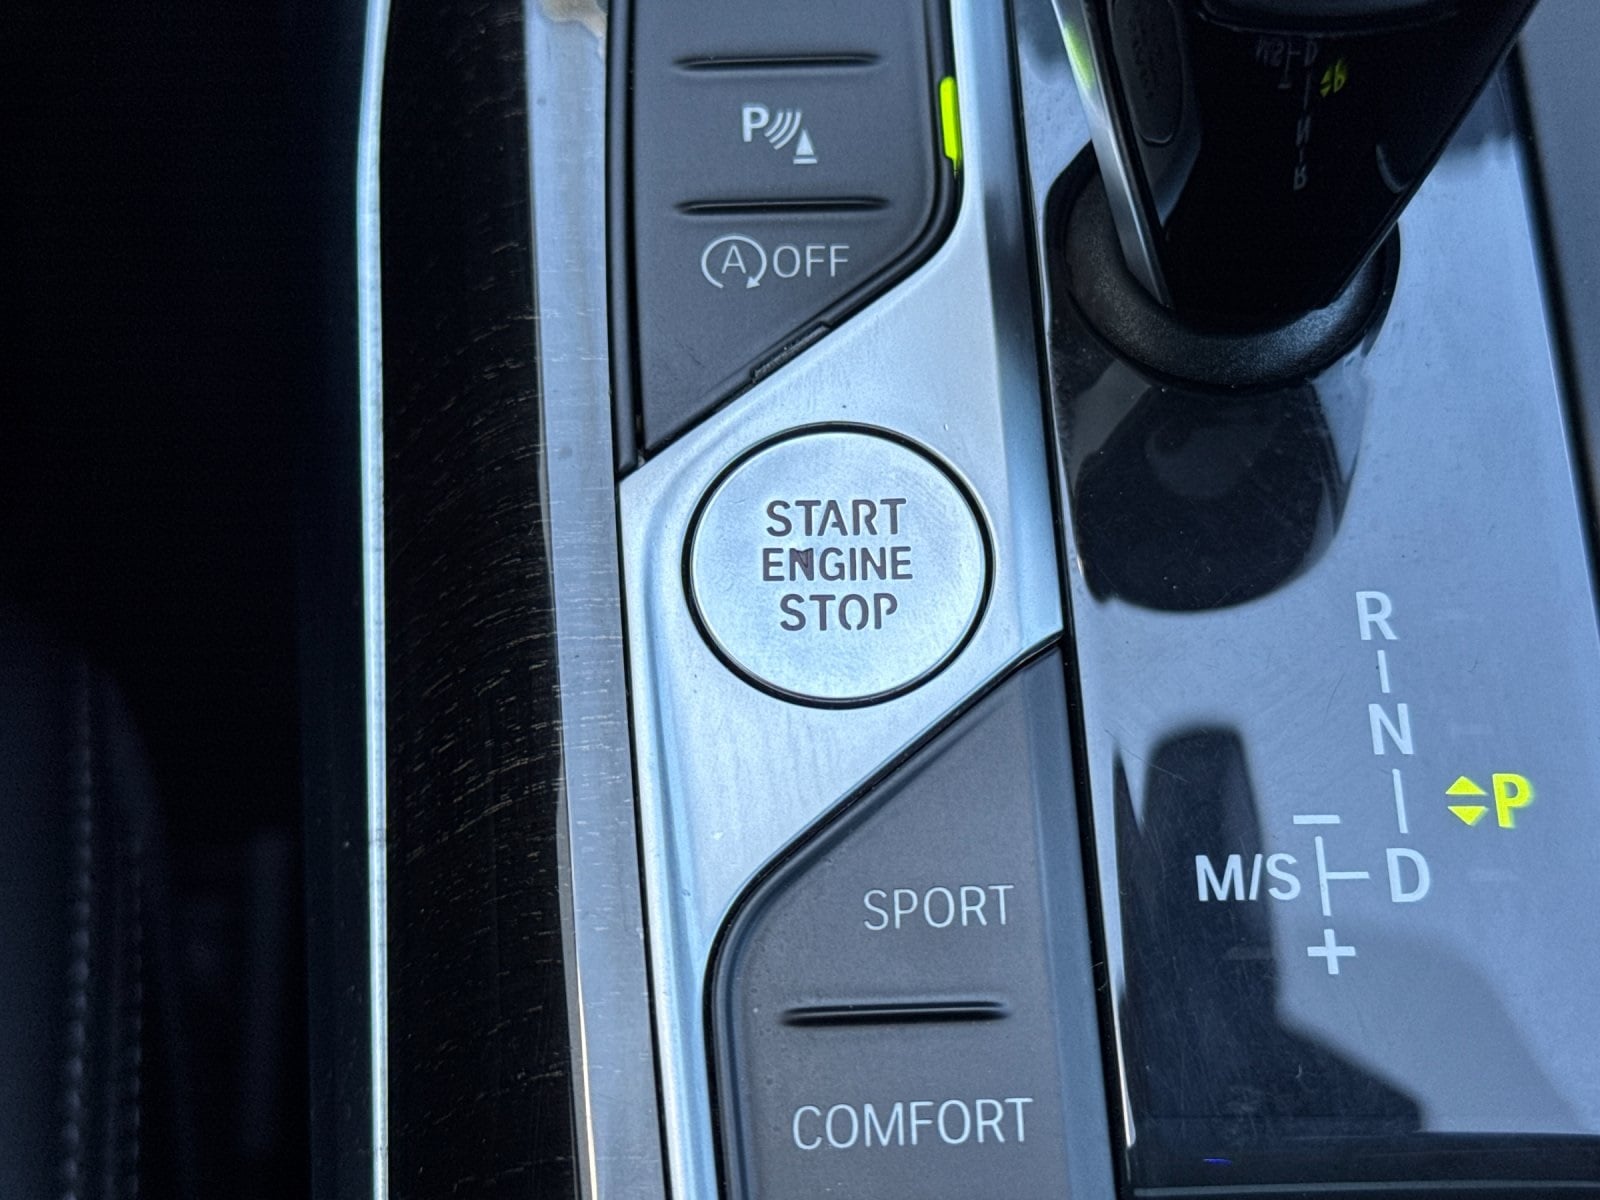 P
A OFF
START
ENGINE
STOP
SPORT
COMFORT
R
N
P
M/S D
+